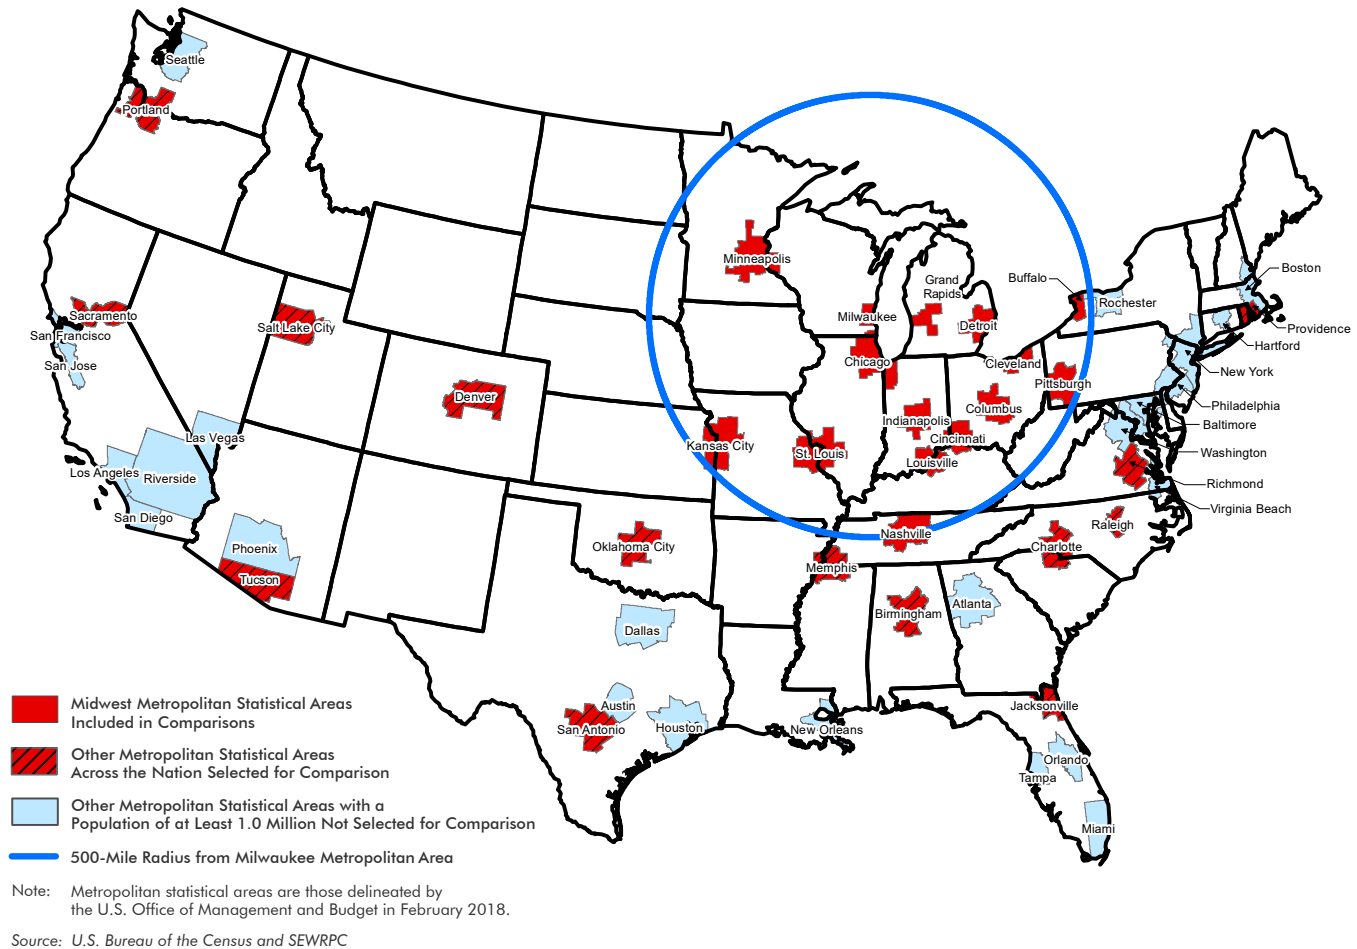 Seattle
Portland
Sacramento
San Francisco
San Jose
Salt Lake City
Las Vegas
Los Angeles
Riverside
San Diego
Phoenix
Tucson
Denver
Minneapolis
Milwaukee
Chicago
Grand
Rapids
Detroit
Buffalo
Rochester
Cleveland
Pittsburgh
Columbus
Indianapolis
Cincinnati
Louisville
Kansas City
St. Louis
Boston
Providence
Hartford
New York
Philadelphia
Baltimore
Washington
Richmond
Virginia Beach
Oklahoma City
Nashville
Memphis
Raleigh
Charlotte
Birmingham
Atlanta
Dallas
Austin
San Antonio
Houston
New Orleans
Jacksonville
Orlando
Tampa
Miami
Midwest Metropolitan Statistical Areas
Included in Comparisons
Other Metropolitan Statistical Areas
Across the Nation Selected for Comparison
Other Metropolitan Statistical Areas with a
Population of at Least 1.0 Million Not Selected for Comparison
500-Mile Radius from Milwaukee Metropolitan Area
Note: Metropolitan statistical areas are those delineated by
the U.S. Office of Management and Budget in February 2018.
Source: U.S. Bureau of the Census and SEWRPC